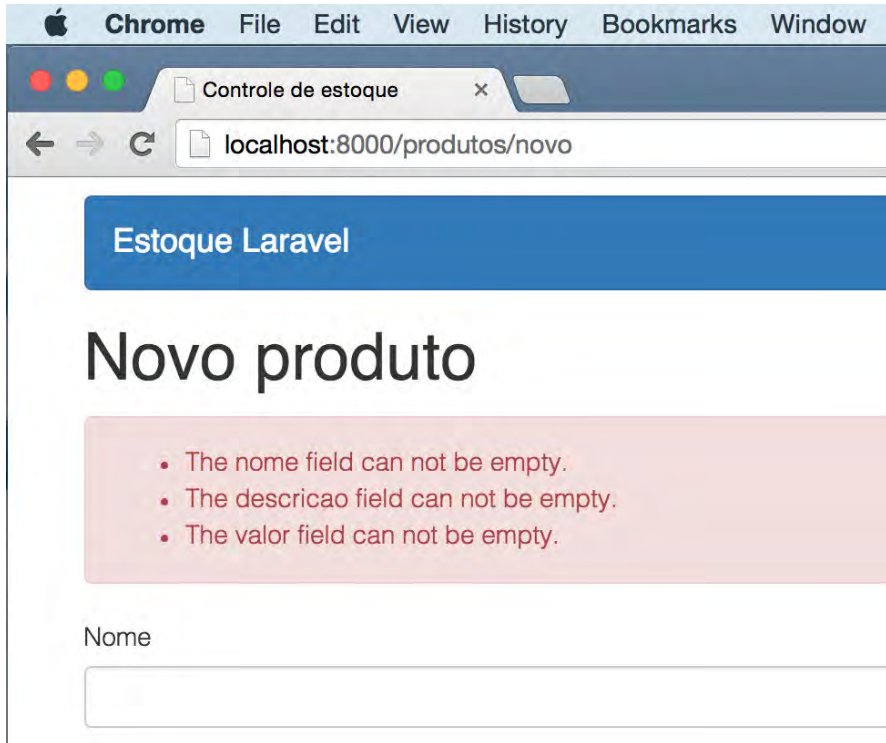 Chrome File Edit View History Bookmarks Window
Controle de estoque
localhost:8000/produtos/novo
Estoque Laravel
Novo produto
• The nome field can not be empty.
• The descricao field can not be empty.
• The valor field can not be empty.
Nome